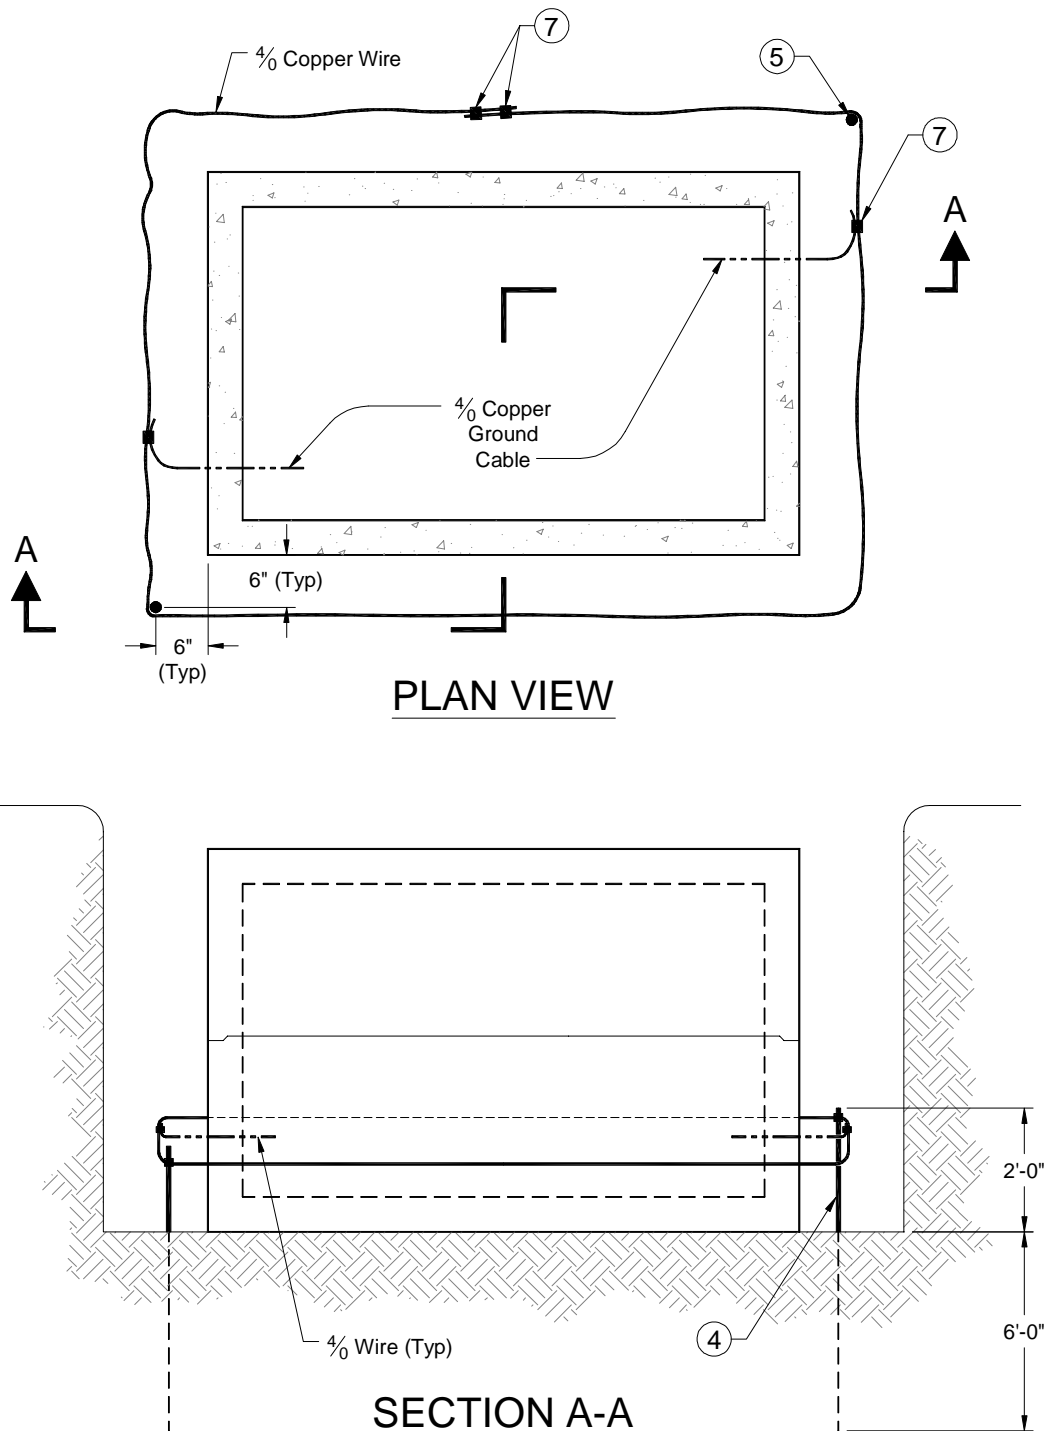 7
4/0 Copper Wire
5
7
A
4/0 Copper
Ground
Cable
A
6" (Typ)
6"
(Typ)
PLAN VIEW
2'-0"
6'-0"
4/0 Wire (Typ)
4
SECTION A-A